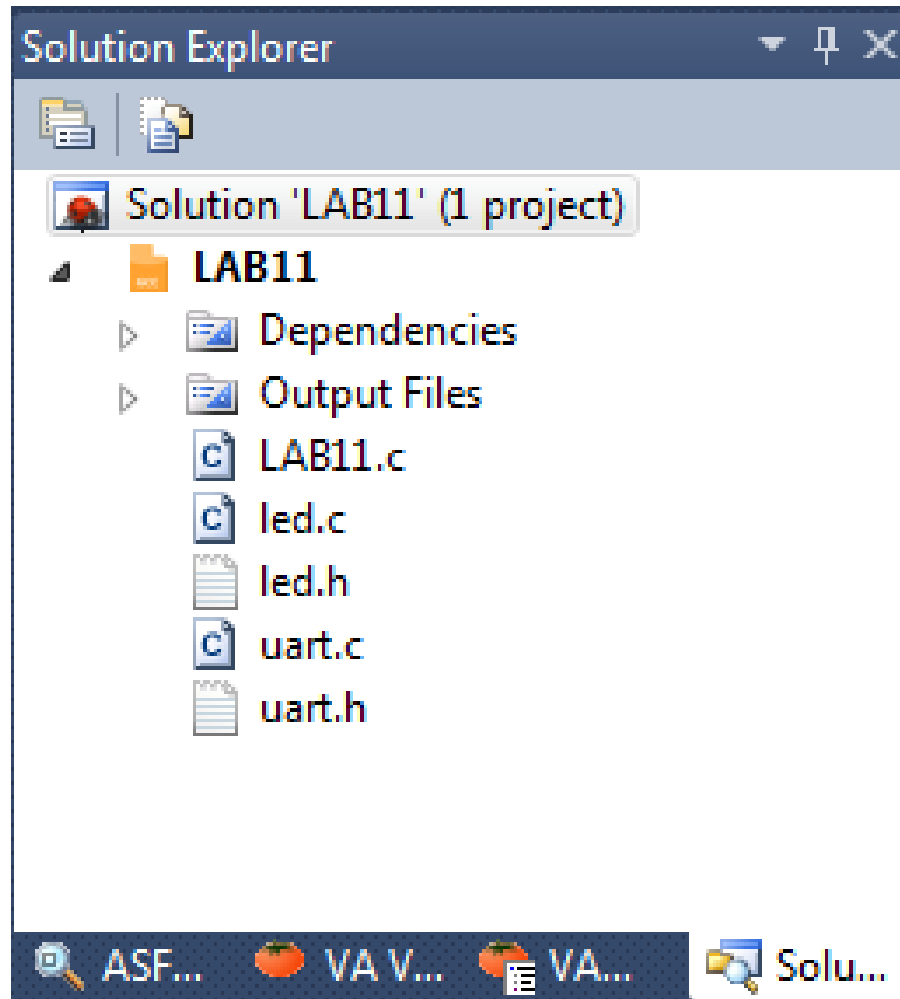 Solution Explorer
Solution 'LAB11' (1 project)
LAB11
Dependencies
Output Files
LAB11.c
led.c
led.h
uart.c
uart.h
ASF... VA V... VA... Solu...